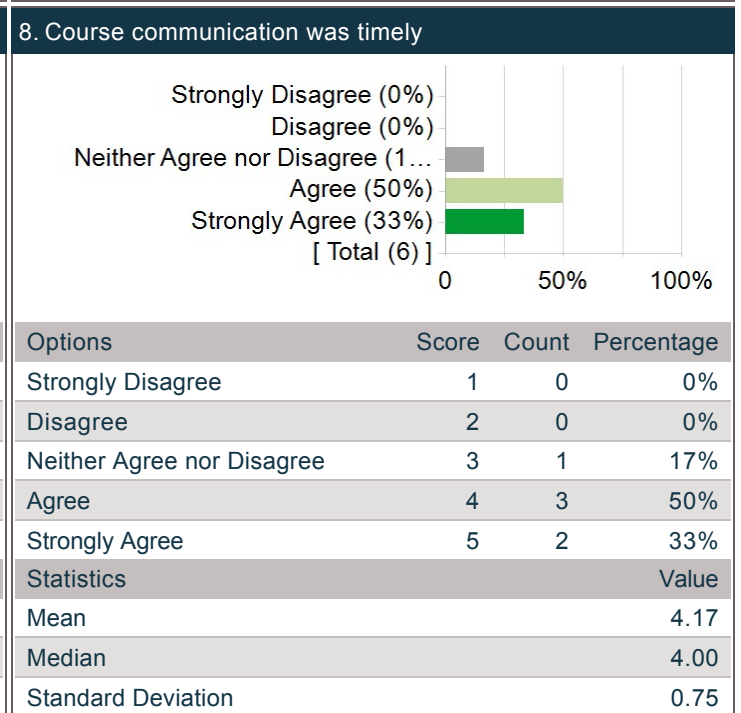 8. Course communication was timely
Strongly Disagree (0%)
Disagree (0%)
Neither Agree nor Disagree (1...
Agree (50%)
Strongly Agree (33%)
[ Total (6) ]
0 50% 100%
Options Score Count Percentage
Strongly Disagree 1 0 0%
Disagree 2 0 0%
Neither Agree nor Disagree 3 1 17%
Agree 4 3 50%
Strongly Agree 5 2 33%
Statistics Value
Mean 4.17
Median 4.00
Standard Deviation 0.75